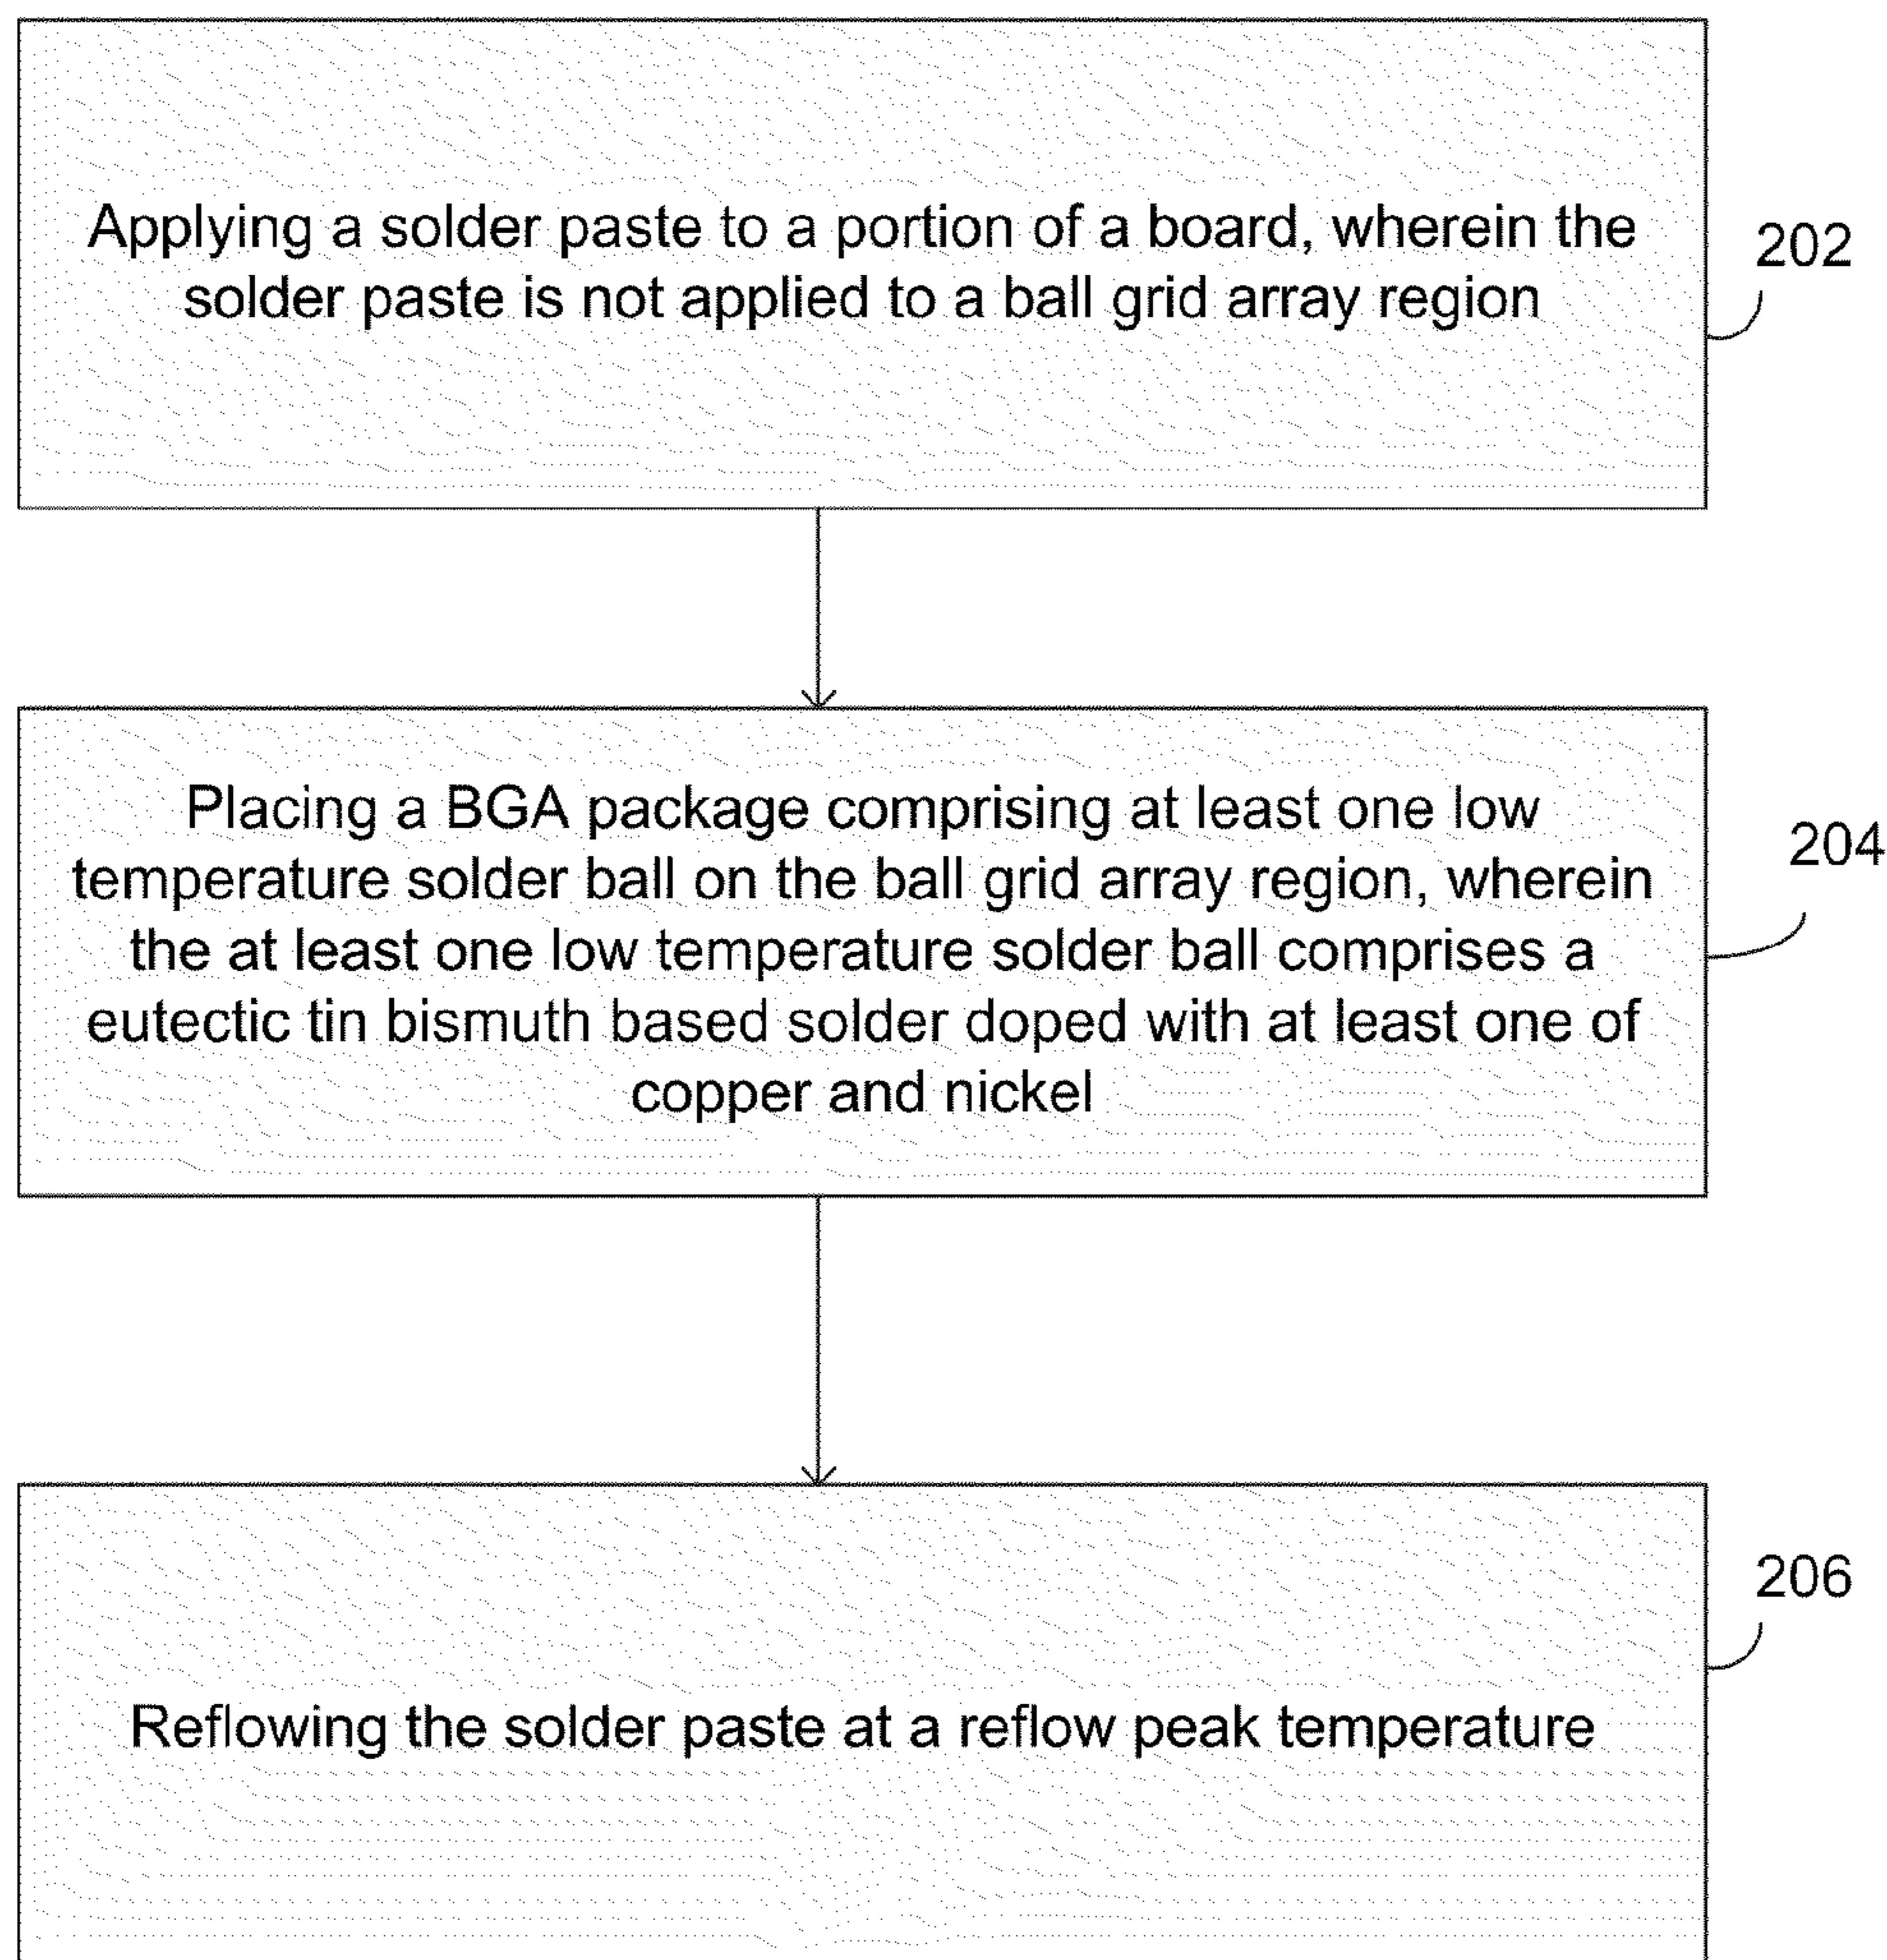 Applying a solder paste to a portion of a board, wherein the
solder paste is not applied to a ball grid array region
202
Placing a BGA package comprising at least one low
temperature solder ball on the ball grid array region, wherein
the at least one low temperature solder ball comprises a
eutectic tin bismuth based solder doped with at least one of
copper and nickel
204
Reflowing the solder paste at a reflow peak temperature
206